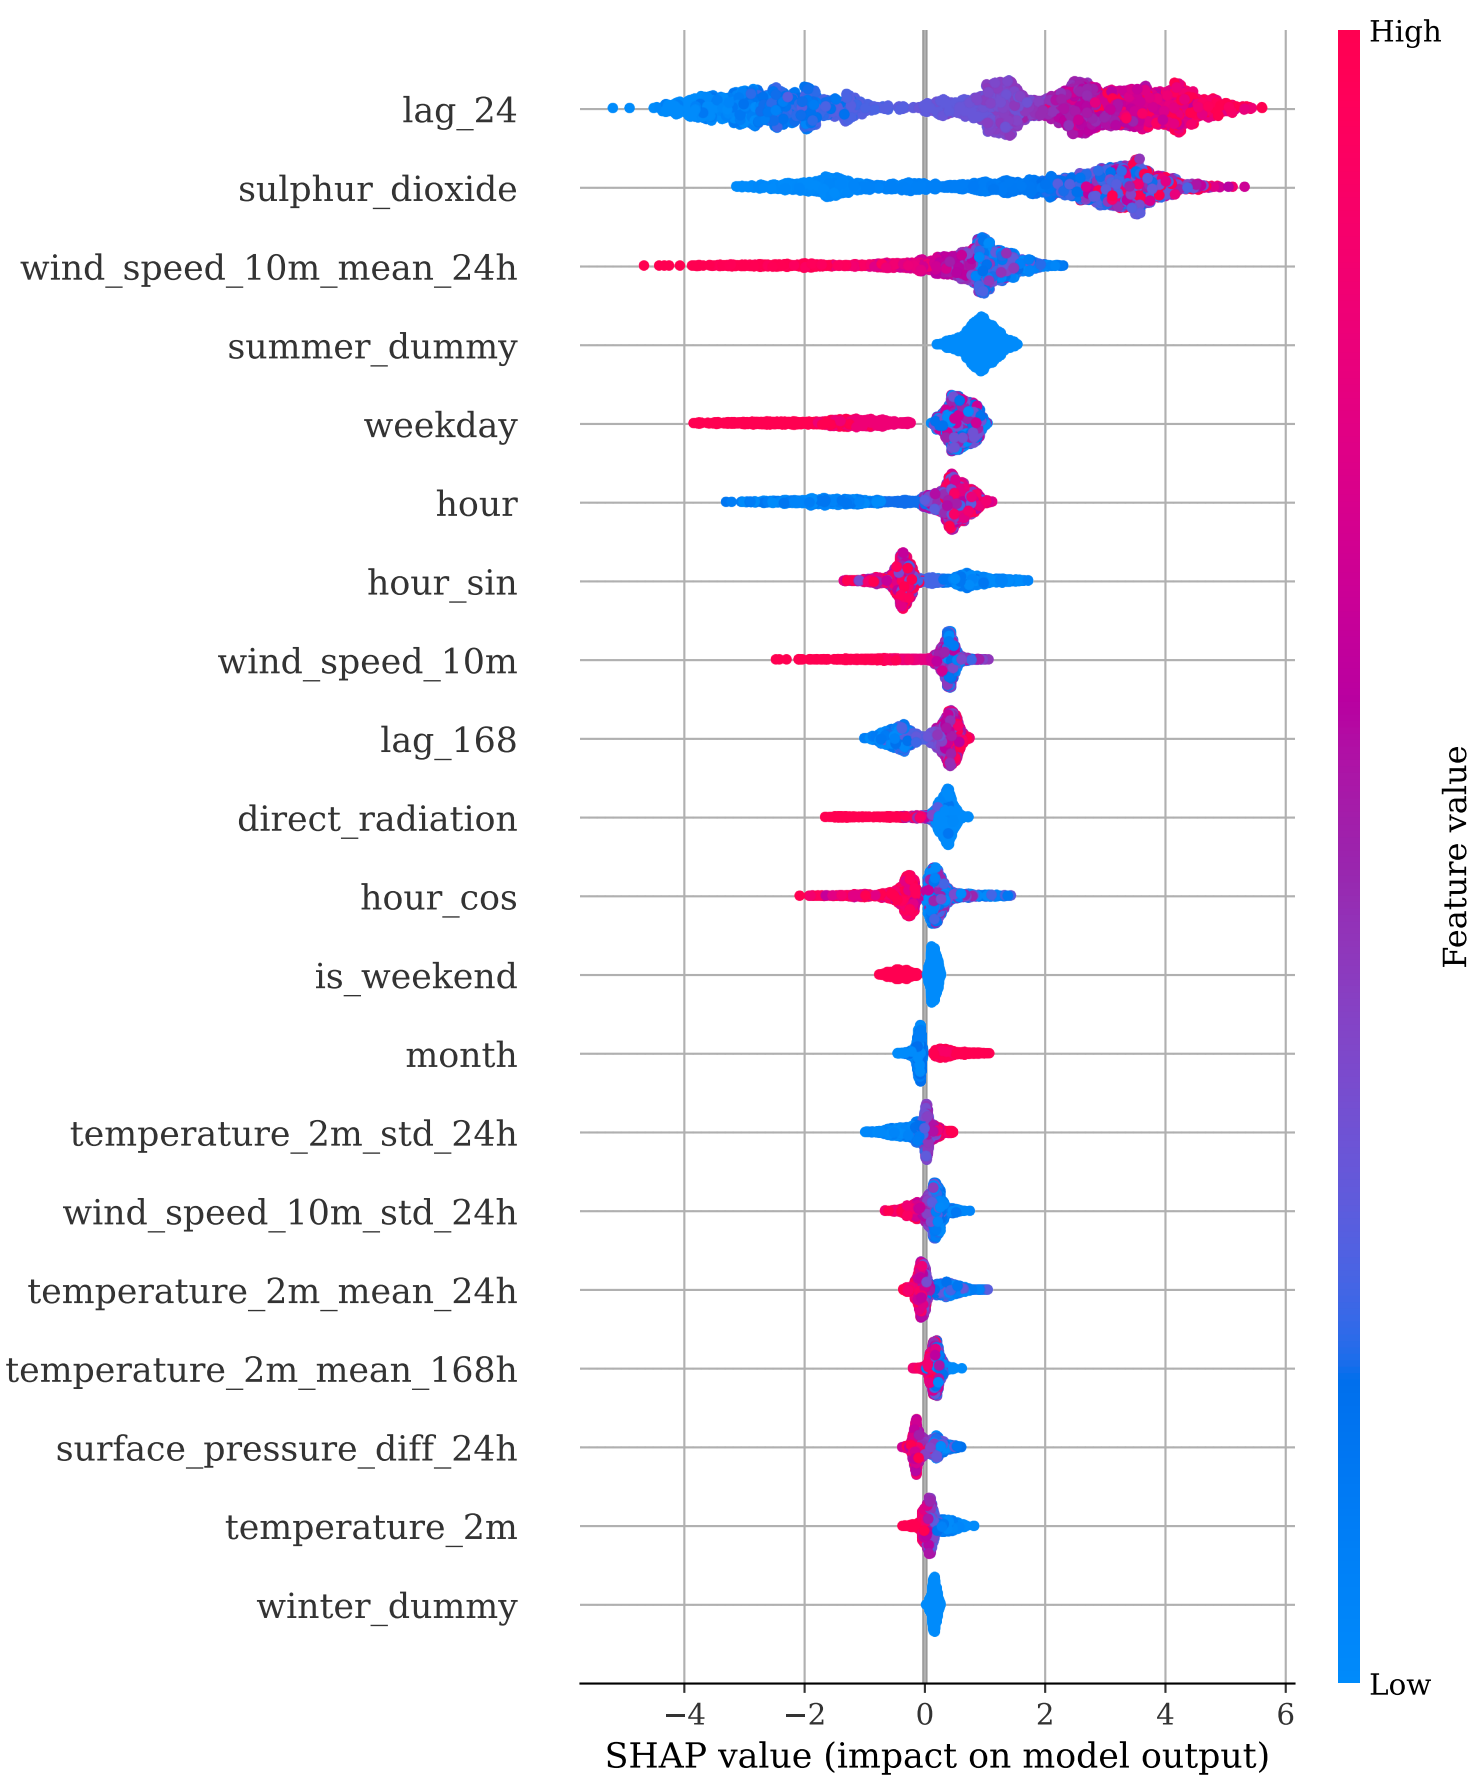 High
lag_24
sulphur_dioxide
wind_speed_10m_mean_24h
summer_dummy
weekday
hour
hour_sin
wind_speed_10m
lag_168
direct_radiation
hour_cos
is_weekend
month
temperature_2m_std_24h
wind_speed_10m_std_24h
temperature_2m_mean_24h
temperature_2m_mean_168h
surface_pressure_diff_24h
temperature_2m
winter_dummy
Feature value
Low
−4 −2 0 2 4 6
SHAP value (impact on model output)